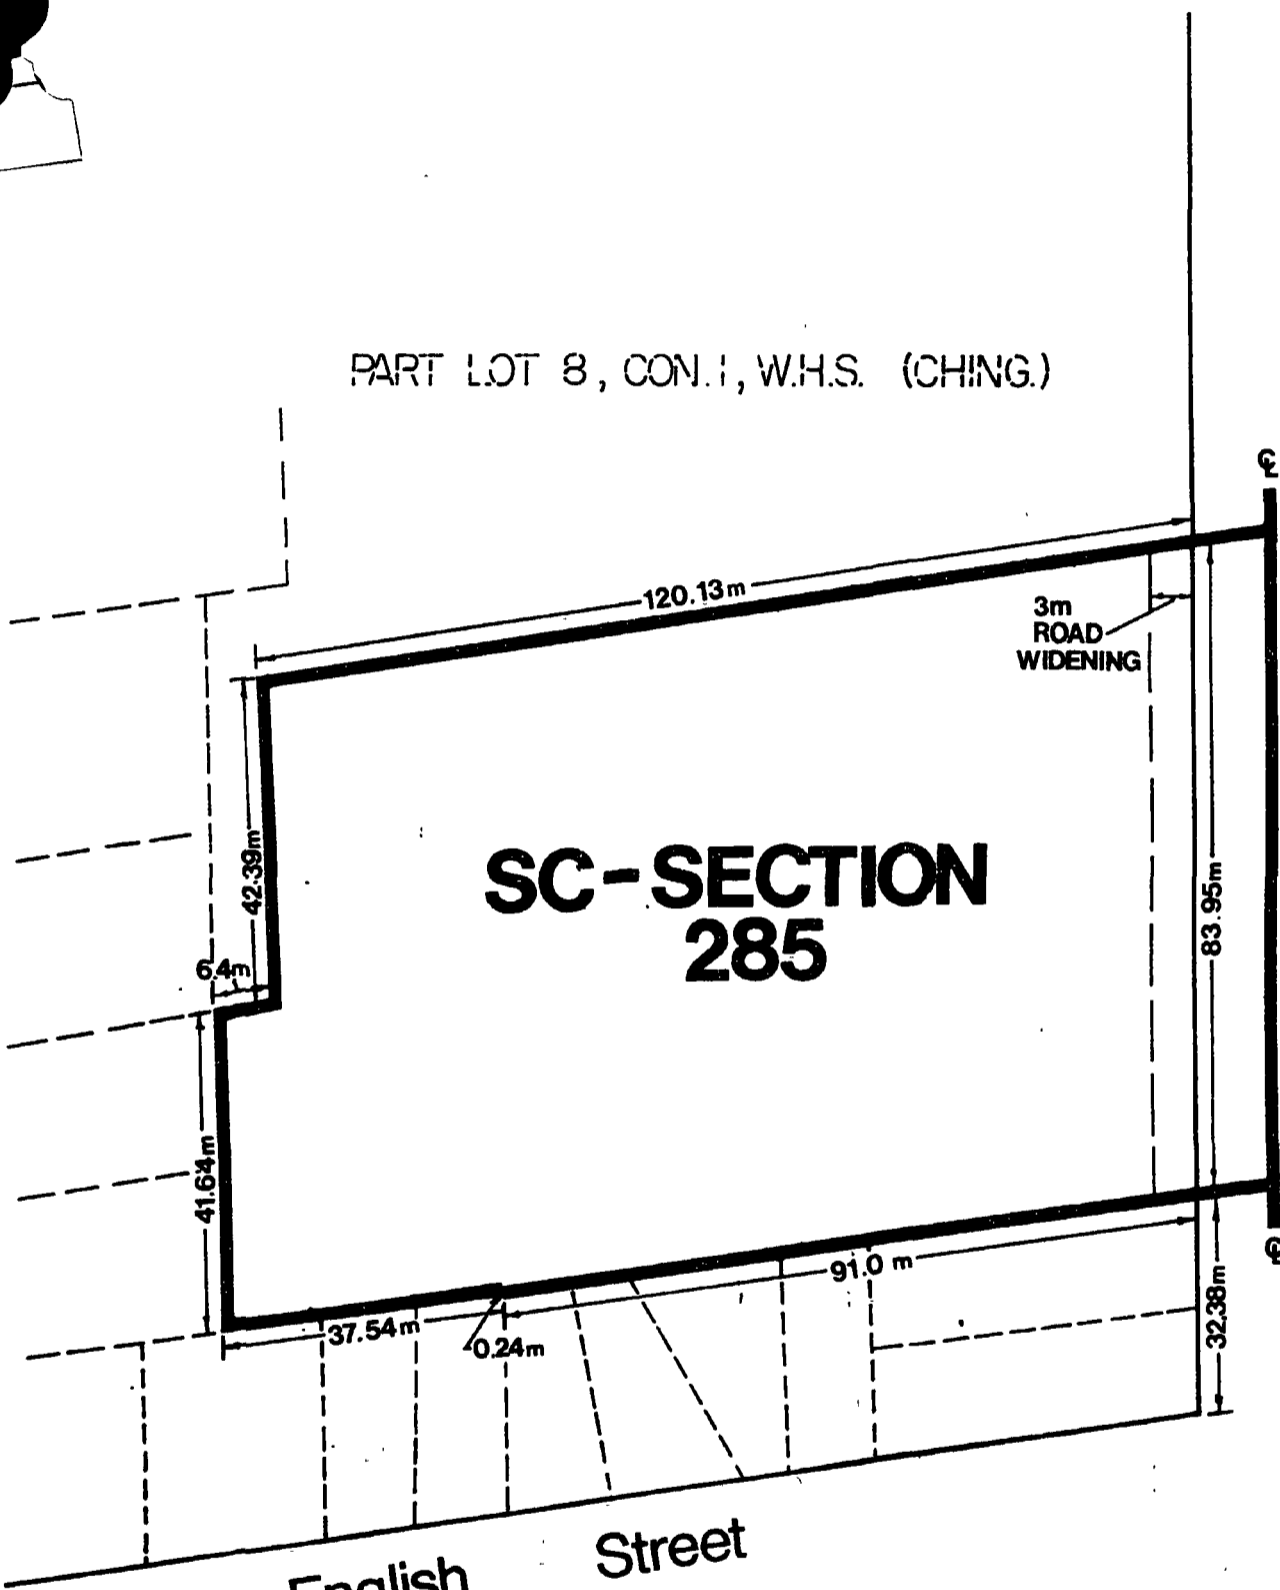 PART LOT 8, CON. 1, W.H.S. (CHING.)
℄
120.13m
3m
ROAD
WIDENING
42.39m
SC-SECTION
285
83.95m
6.4m
41.64m
91.0 m
37.54m
0.24m
32.38m
℄
English Street